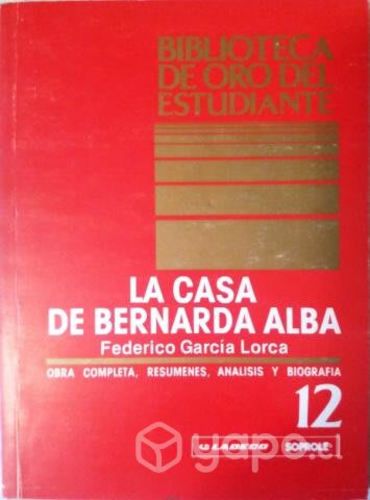 BIBLIOTECA
DE ORO DEL
ESTUDIANTE
LA CASA
DE BERNARDA ALBA
Federico García Lorca
OBRA COMPLETA, RESUMENES, ANALISIS Y BIOGRAFIA
12
SOPROLE
yapo.cl